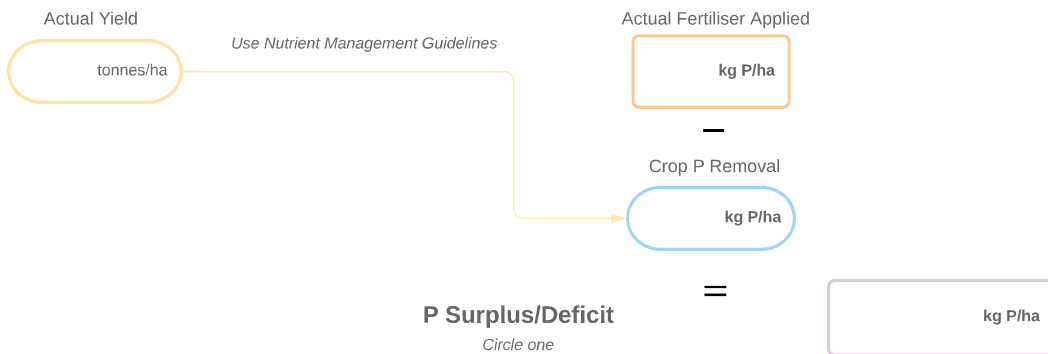 Actual Yield
tonnes/ha
Use Nutrient Management Guidelines
Actual Fertiliser Applied
kg P/ha
–
Crop P Removal
kg P/ha
=
P Surplus/Deficit
Circle one
kg P/ha